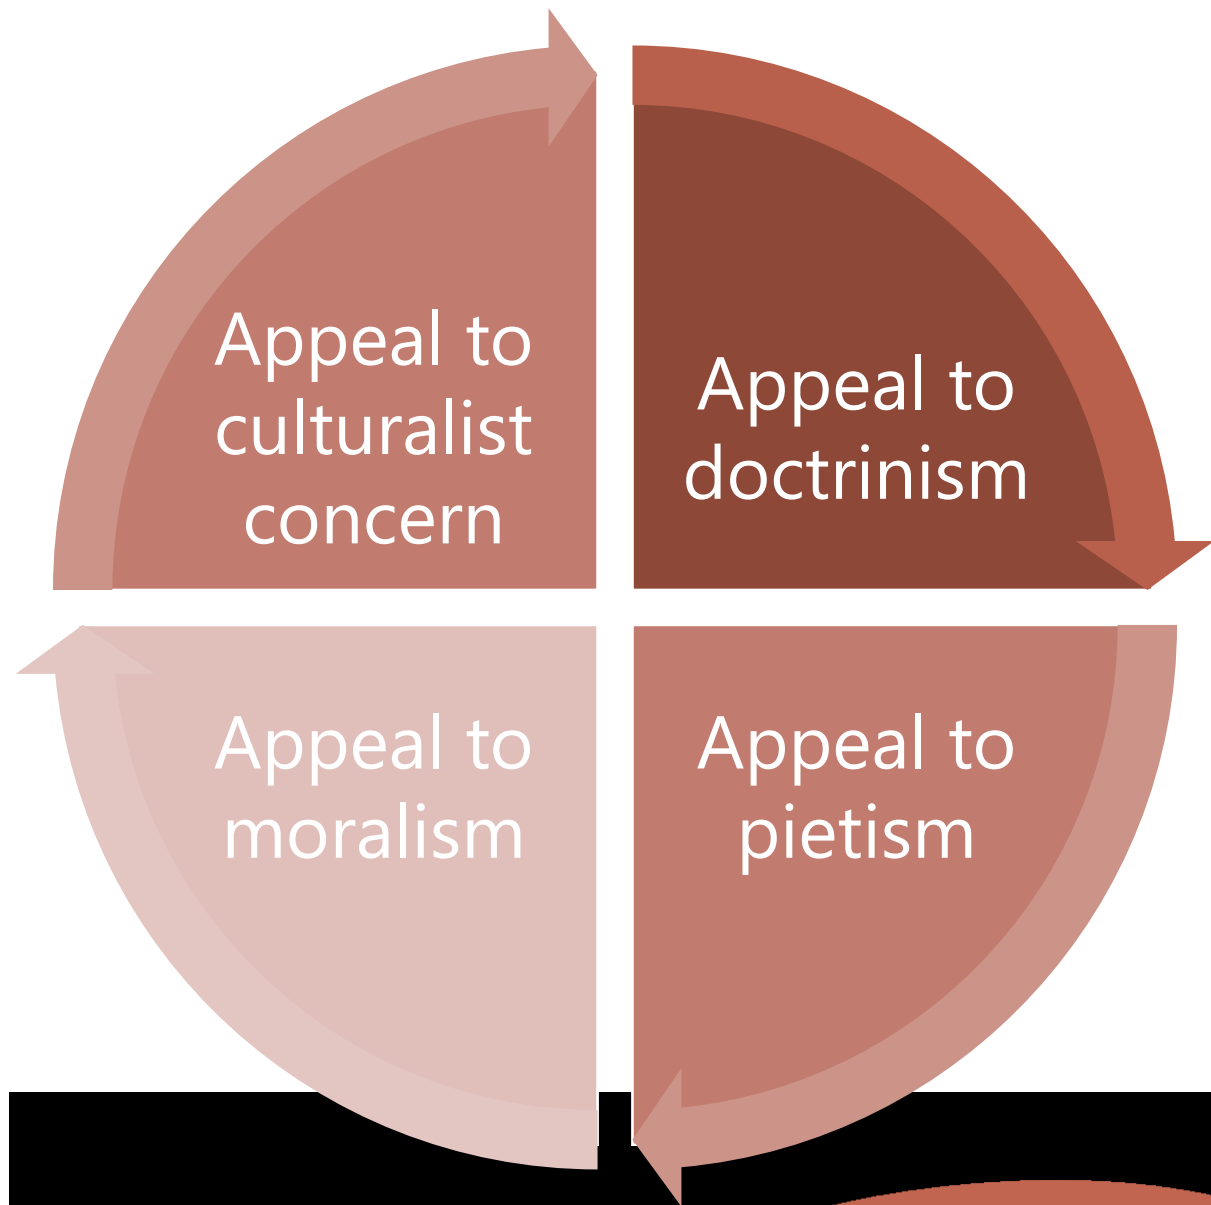 Appeal to
culturalist
concern
Appeal to
doctrinism
Appeal to
moralism
Appeal to
pietism